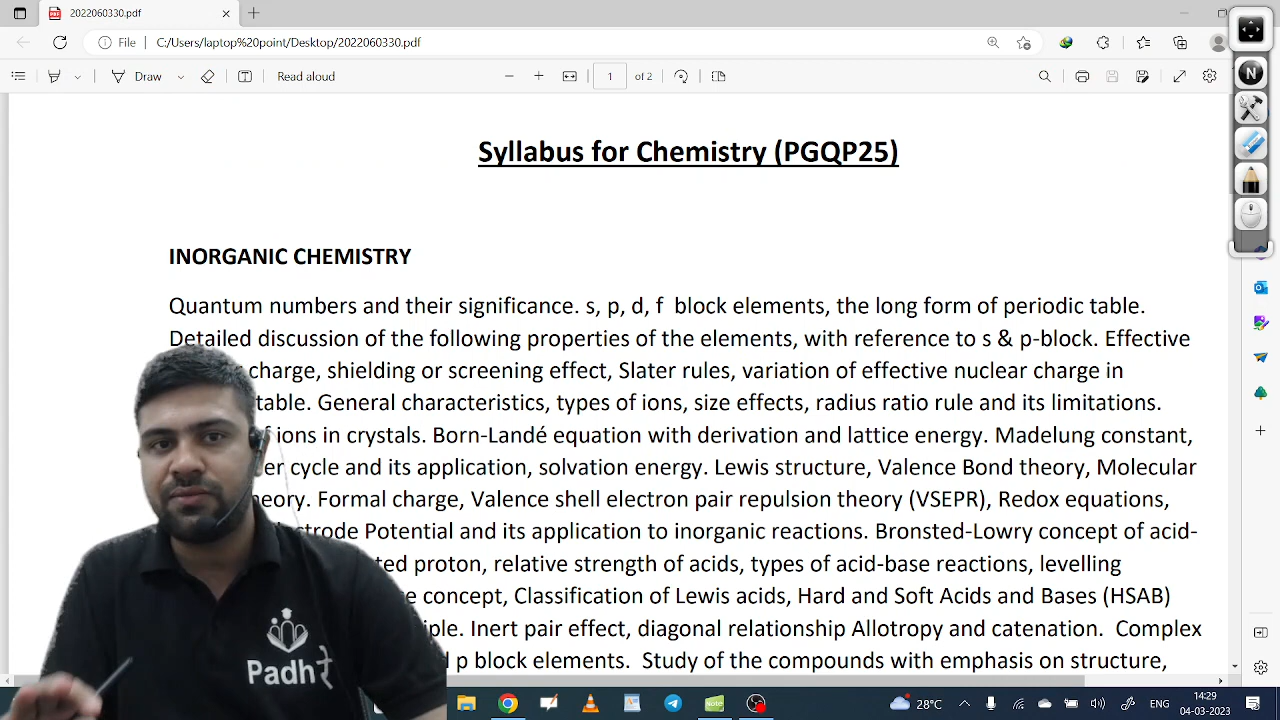 2022060330.pdf
File
C:/Users/laptop%20point/Desktop/2022060330.pdf
Draw
Read aloud
1
of 2
Syllabus for Chemistry (PGQP25)
INORGANIC CHEMISTRY
Quantum numbers and their significance. s, p, d, f block elements, the long form of periodic table.
Detailed discussion of the following properties of the elements, with reference to s & p-block. Effective
charge, shielding or screening effect, Slater rules, variation of effective nuclear charge in
table. General characteristics, types of ions, size effects, radius ratio rule and its limitations.
ions in crystals. Born-Landé equation with derivation and lattice energy. Madelung constant,
cycle and its application, solvation energy. Lewis structure, Valence Bond theory, Molecular
theory. Formal charge, Valence shell electron pair repulsion theory (VSEPR), Redox equations,
Potential and its application to inorganic reactions. Bronsted-Lowry concept of acid-
proton, relative strength of acids, types of acid-base reactions, levelling
concept, Classification of Lewis acids, Hard and Soft Acids and Bases (HSAB)
Inert pair effect, diagonal relationship Allotropy and catenation. Complex
p block elements. Study of the compounds with emphasis on structure,
Padhरे
N
Note
28°C
ENG
14:29
04-03-2023